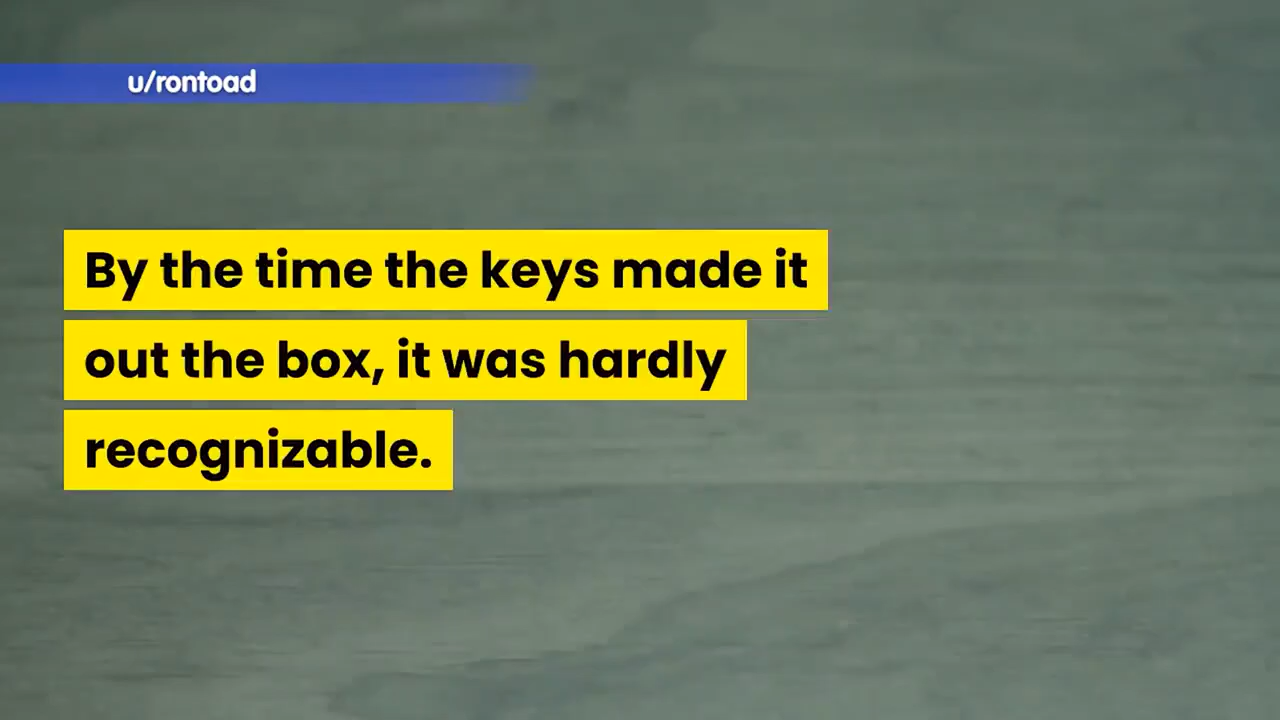 u/rontoad
By the time the keys made it
out the box, it was hardly
recognizable.